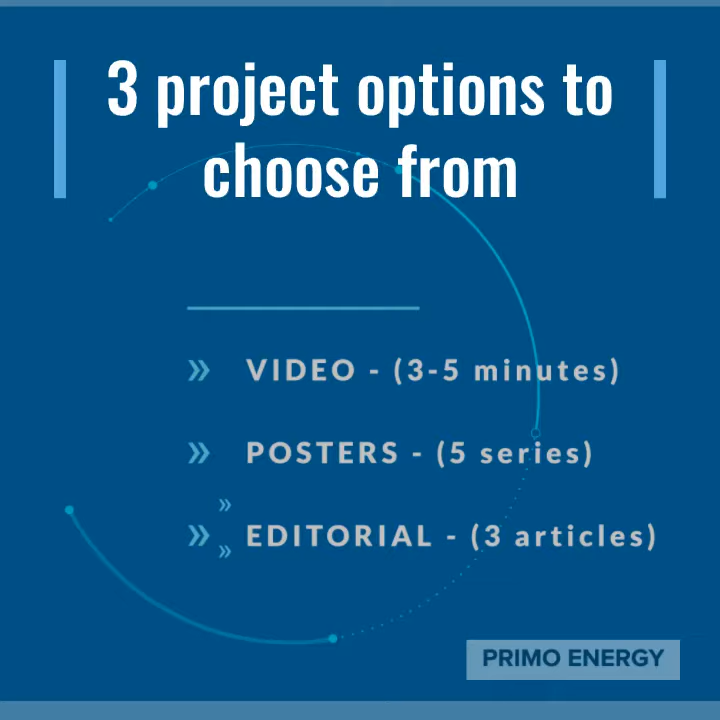 3 project options to
choose from
» VIDEO - (3-5 minutes)
» POSTERS - (5 series)
»
» EDITORIAL - (3 articles)
»
PRIMO ENERGY